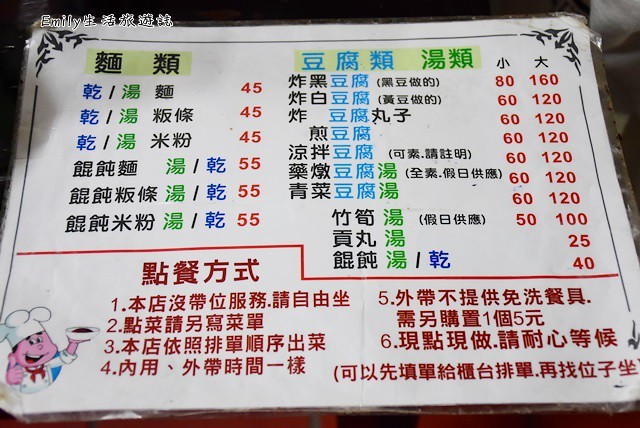 Emily生活旅遊誌
麵 類
乾 / 湯 麵 45
乾 / 湯 粄條 45
乾 / 湯 米粉 45
餛飩麵 湯 / 乾 55
餛飩粄條 湯 / 乾 55
餛飩米粉 湯 / 乾 55
豆腐類 湯類 小 大
炸黑豆腐 (黑豆做的) 80 160
炸白豆腐 (黃豆做的) 60 120
炸 豆腐丸子 60 120
煎豆腐 60 120
涼拌豆腐 (可素.請註明) 60 120
藥燉豆腐湯 (全素.假日供應) 60 120
青菜豆腐湯 60 120
竹筍 湯 (假日供應) 50 100
貢丸 湯 25
餛飩 湯 / 乾 40
點餐方式
1.本店沒帶位服務.請自由坐
2.點菜請另寫菜單
3.本店依照排單順序出菜
4.內用、外帶時間一樣
5.外帶不提供免洗餐具.
需另購置1個5元
6.現點現做.請耐心等候
(可以先填單給櫃台排單.再找位子坐)